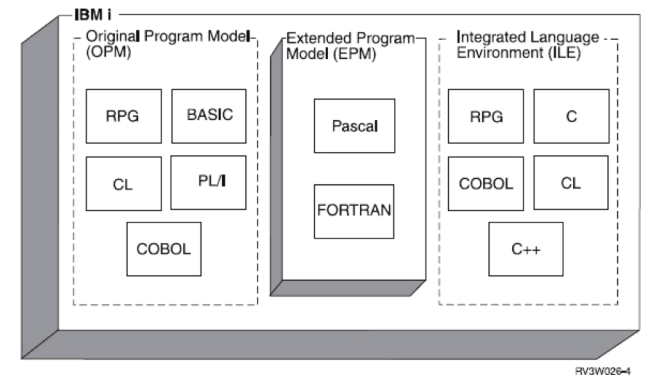 IBM i
Original Program Model
(OPM)
RPG
BASIC
CL
PL/I
COBOL
Extended Program
Model (EPM)
Pascal
FORTRAN
Integrated Language
Environment (ILE)
RPG
C
COBOL
CL
C++
RV3W026-4